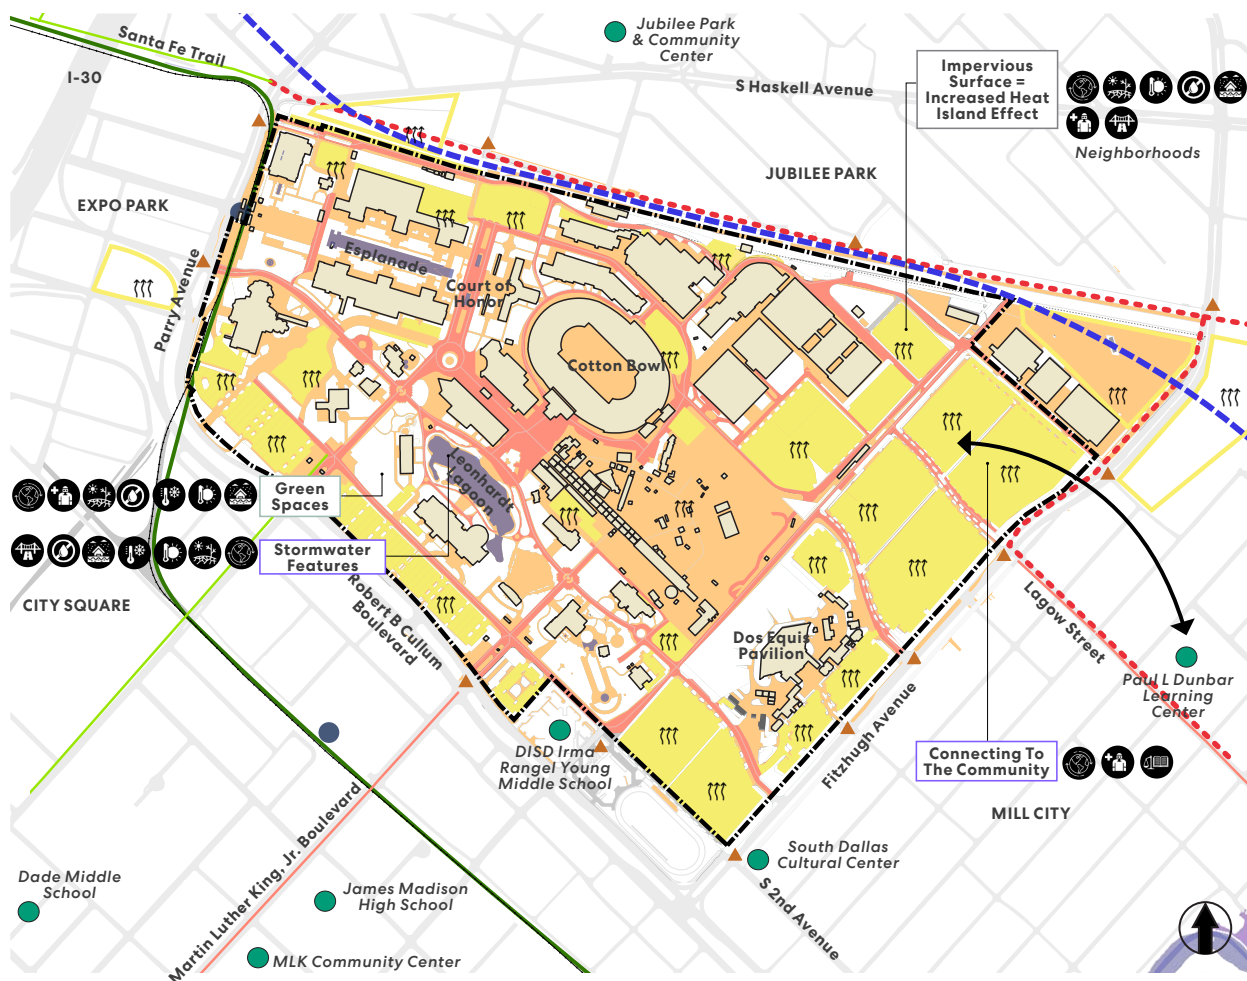 Jubilee Park
& Community
Center
Santa Fe Trail
I-30
S Haskell Avenue
Impervious
Surface =
Increased Heat
Island Effect
Neighborhoods
JUBILEE PARK
EXPO PARK
Parry Avenue
Esplanade
Court of
Honor
Cotton Bowl
Leonhardt
Lagoon
Green
Spaces
Stormwater
Features
CITY SQUARE
Robert B Cullum
Boulevard
Dos Equis
Pavilion
Lagow Street
Paul L Dunbar
Learning
Center
Fitzhugh Avenue
Connecting To
The Community
MILL CITY
DISD Irma
Rangel Young
Middle School
South Dallas
Cultural Center
S 2nd Avenue
Martin Luther King, Jr. Boulevard
Dade Middle
School
James Madison
High School
MLK Community Center